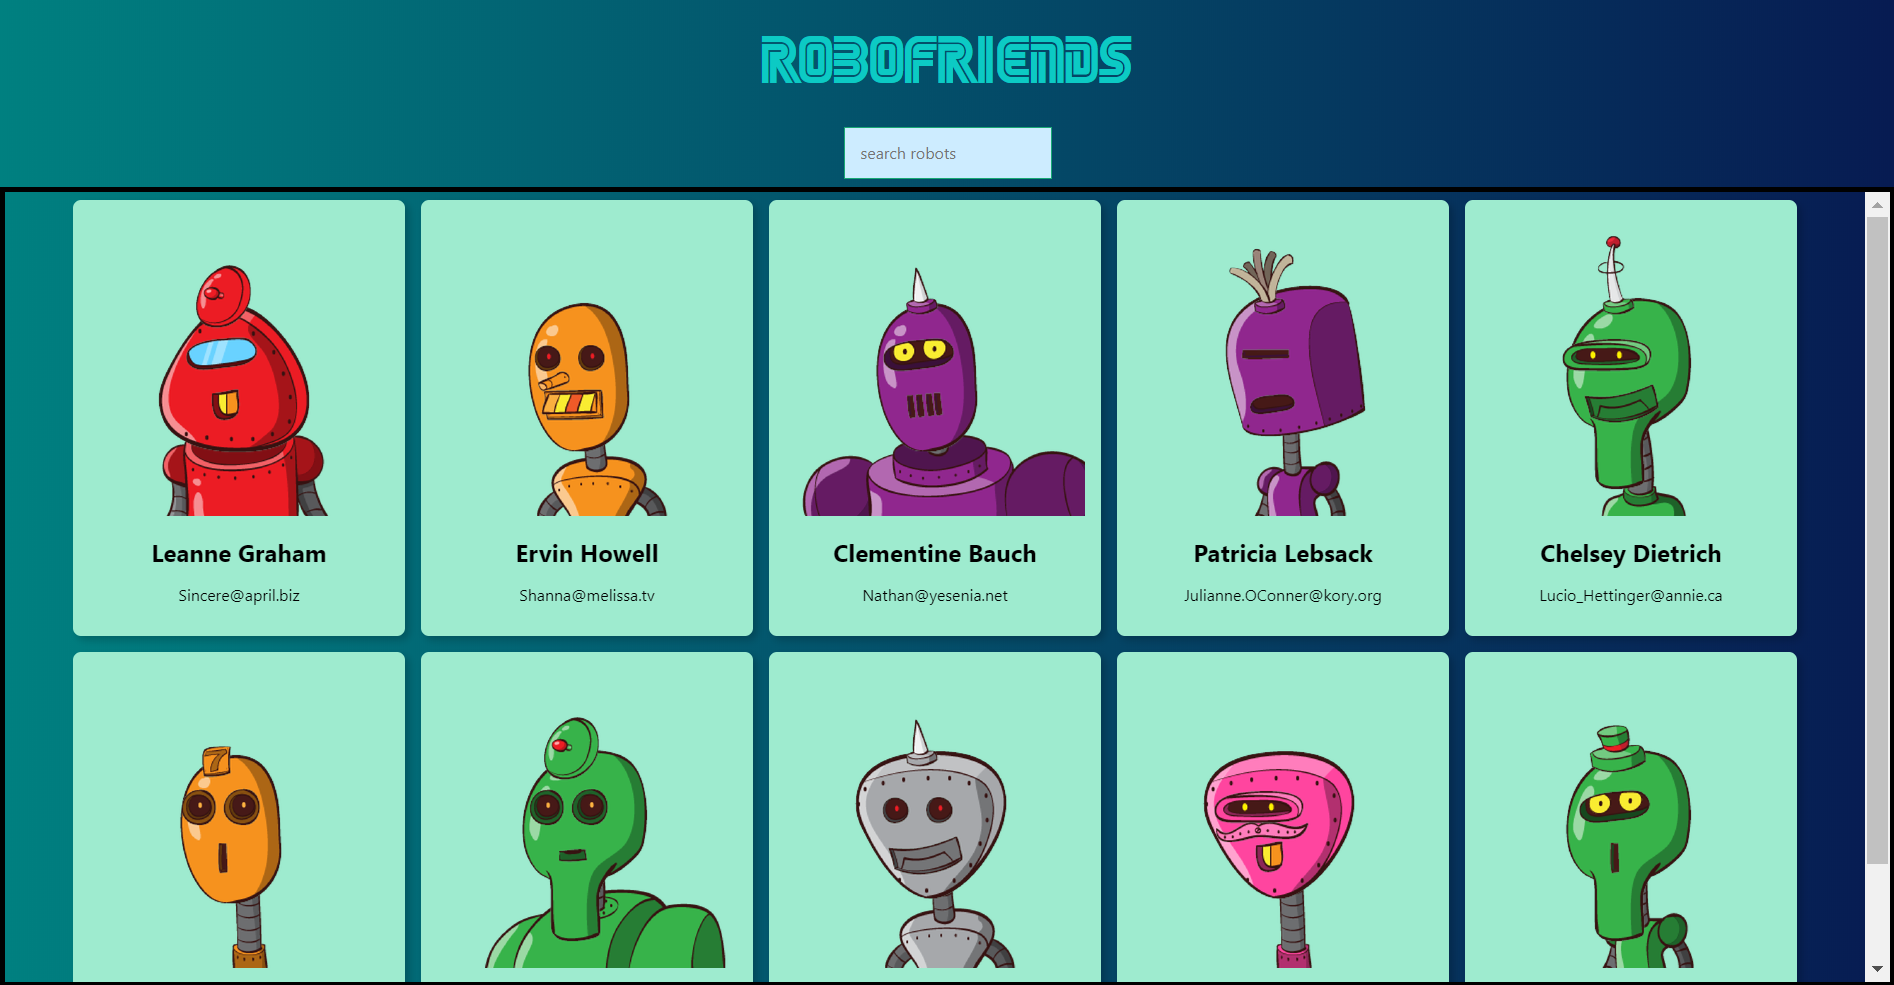 ROBOFRIENDS
search robots
Leanne Graham
Sincere@april.biz
Ervin Howell
Shanna@melissa.tv
Clementine Bauch
Nathan@yesenia.net
Patricia Lebsack
Julianne.OConner@kory.org
Chelsey Dietrich
Lucio_Hettinger@annie.ca
7